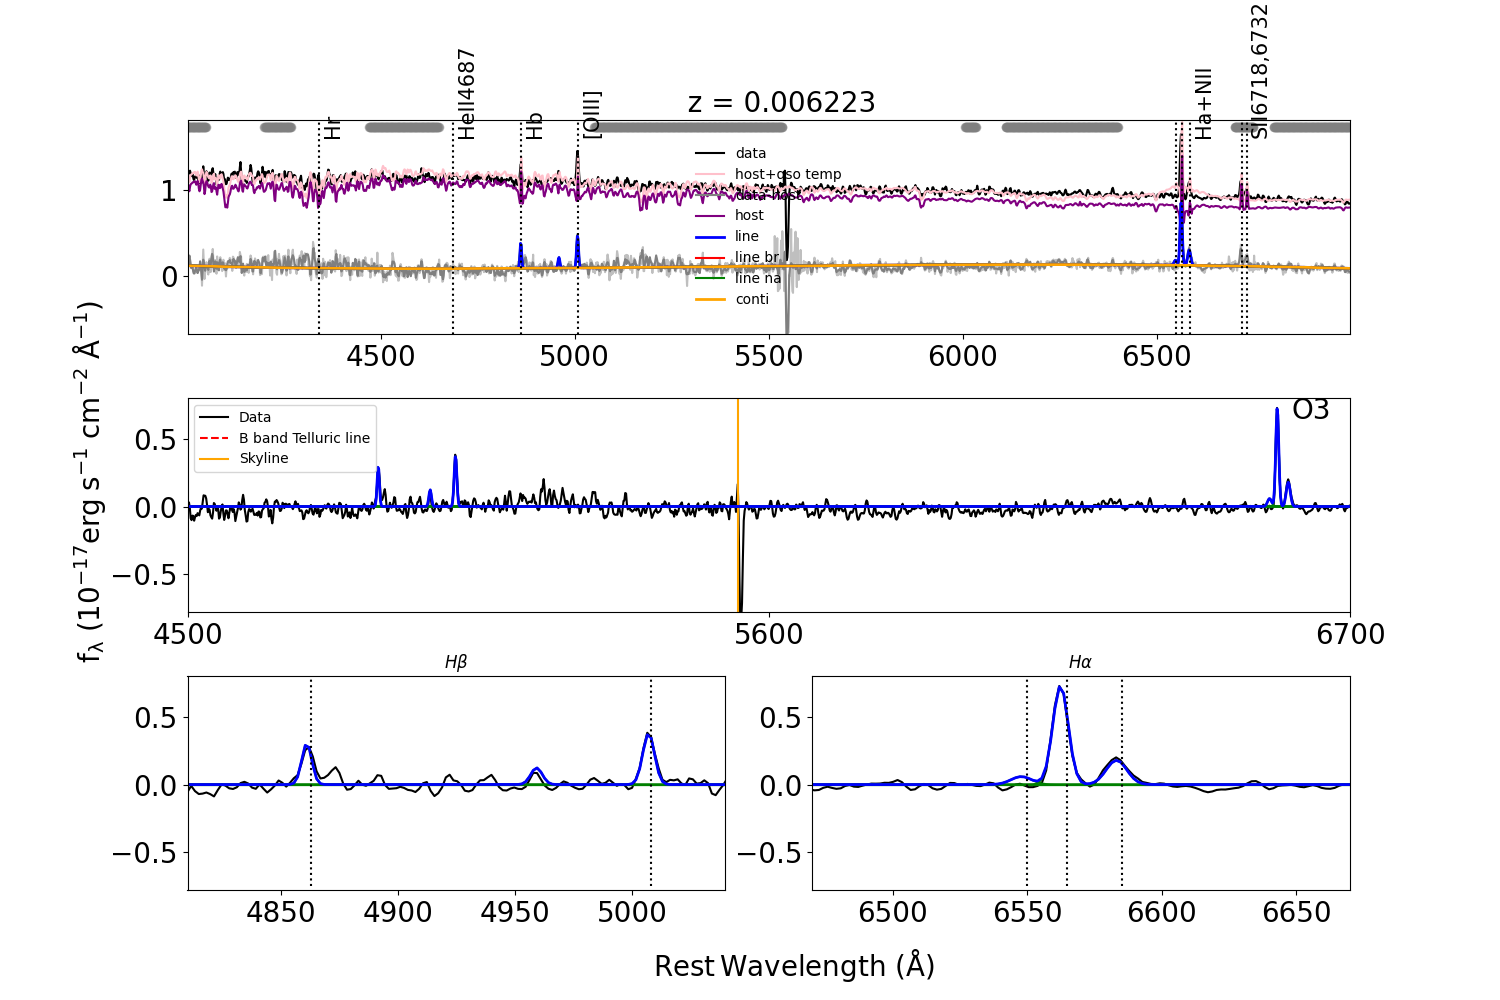 z = 0.006223
Hr
HeII4687
Hb
[OIII]
Ha+NII
SII6718,6732
data
host+qso temp
data-host
host
line
line br
line na
conti
1
0
4500 5000 5500 6000 6500
fλ (10⁻¹⁷erg s⁻¹ cm⁻² Å⁻¹)
Data
B band Telluric line
Skyline
O3
0.5
0.0
−0.5
4500 5600 6700
Hβ
0.5
0.0
−0.5
4850 4900 4950 5000
Hα
0.5
0.0
−0.5
6500 6550 6600 6650
Rest Wavelength (Å)